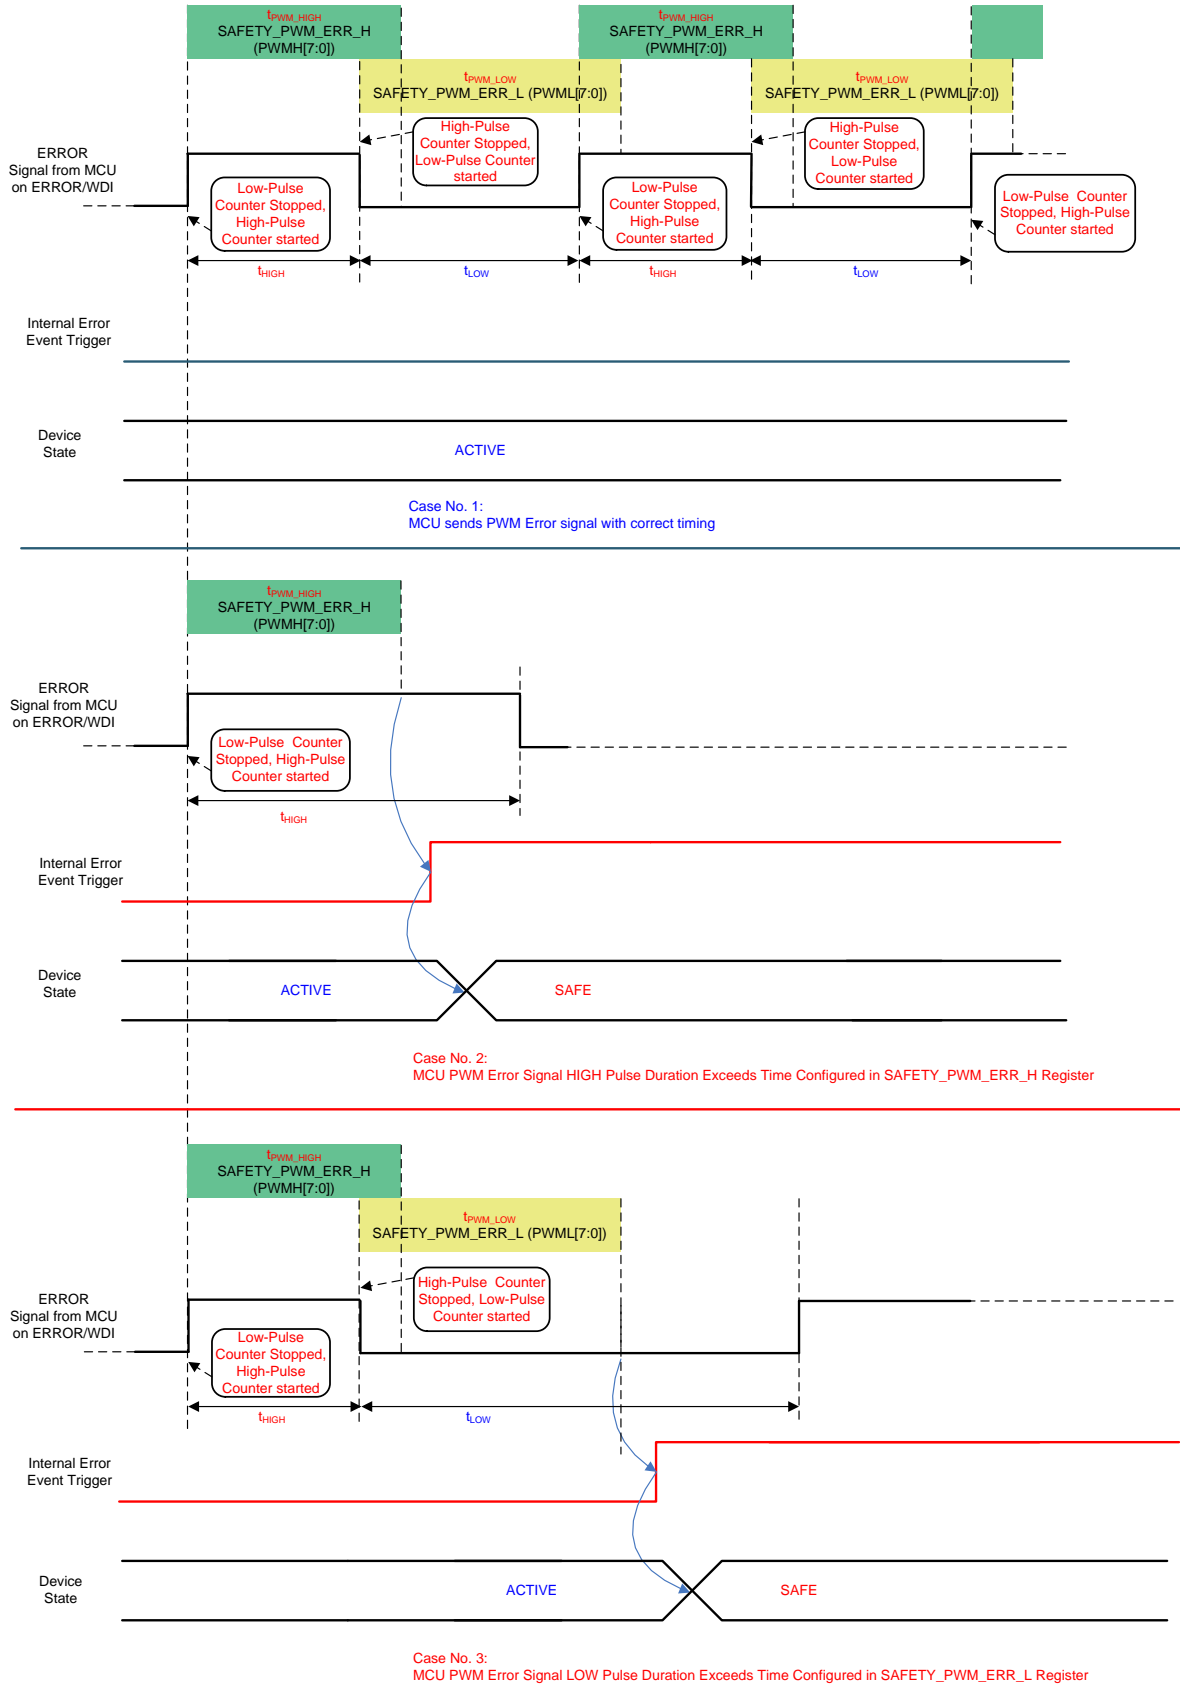 tPWM_HIGH
SAFETY_PWM_ERR_H
(PWMH[7:0])
tPWM_HIGH
SAFETY_PWM_ERR_H
(PWMH[7:0])
tPWM_LOW
SAFETY_PWM_ERR_L (PWML[7:0])
tPWM_LOW
SAFETY_PWM_ERR_L (PWML[7:0])
High-Pulse
Counter Stopped,
Low-Pulse Counter
started
High-Pulse
Counter Stopped,
Low-Pulse
Counter started
ERROR
Signal from MCU
on ERROR/WDI
Low-Pulse
Counter Stopped,
High-Pulse
Counter started
Low-Pulse
Counter Stopped,
High-Pulse
Counter started
Low-Pulse Counter
Stopped, High-Pulse
Counter started
tHIGH
tLOW
tHIGH
tLOW
Internal Error
Event Trigger
Device
State
ACTIVE
Case No. 1:
MCU sends PWM Error signal with correct timing
tPWM_HIGH
SAFETY_PWM_ERR_H
(PWMH[7:0])
ERROR
Signal from MCU
on ERROR/WDI
Low-Pulse Counter
Stopped, High-Pulse
Counter started
tHIGH
Internal Error
Event Trigger
Device
State
ACTIVE
SAFE
Case No. 2:
MCU PWM Error Signal HIGH Pulse Duration Exceeds Time Configured in SAFETY_PWM_ERR_H Register
tPWM_HIGH
SAFETY_PWM_ERR_H
(PWMH[7:0])
tPWM_LOW
SAFETY_PWM_ERR_L (PWML[7:0])
High-Pulse Counter
Stopped, Low-Pulse
Counter started
ERROR
Signal from MCU
on ERROR/WDI
Low-Pulse
Counter Stopped,
High-Pulse
Counter started
tHIGH
tLOW
Internal Error
Event Trigger
Device
State
ACTIVE
SAFE
Case No. 3:
MCU PWM Error Signal LOW Pulse Duration Exceeds Time Configured in SAFETY_PWM_ERR_L Register